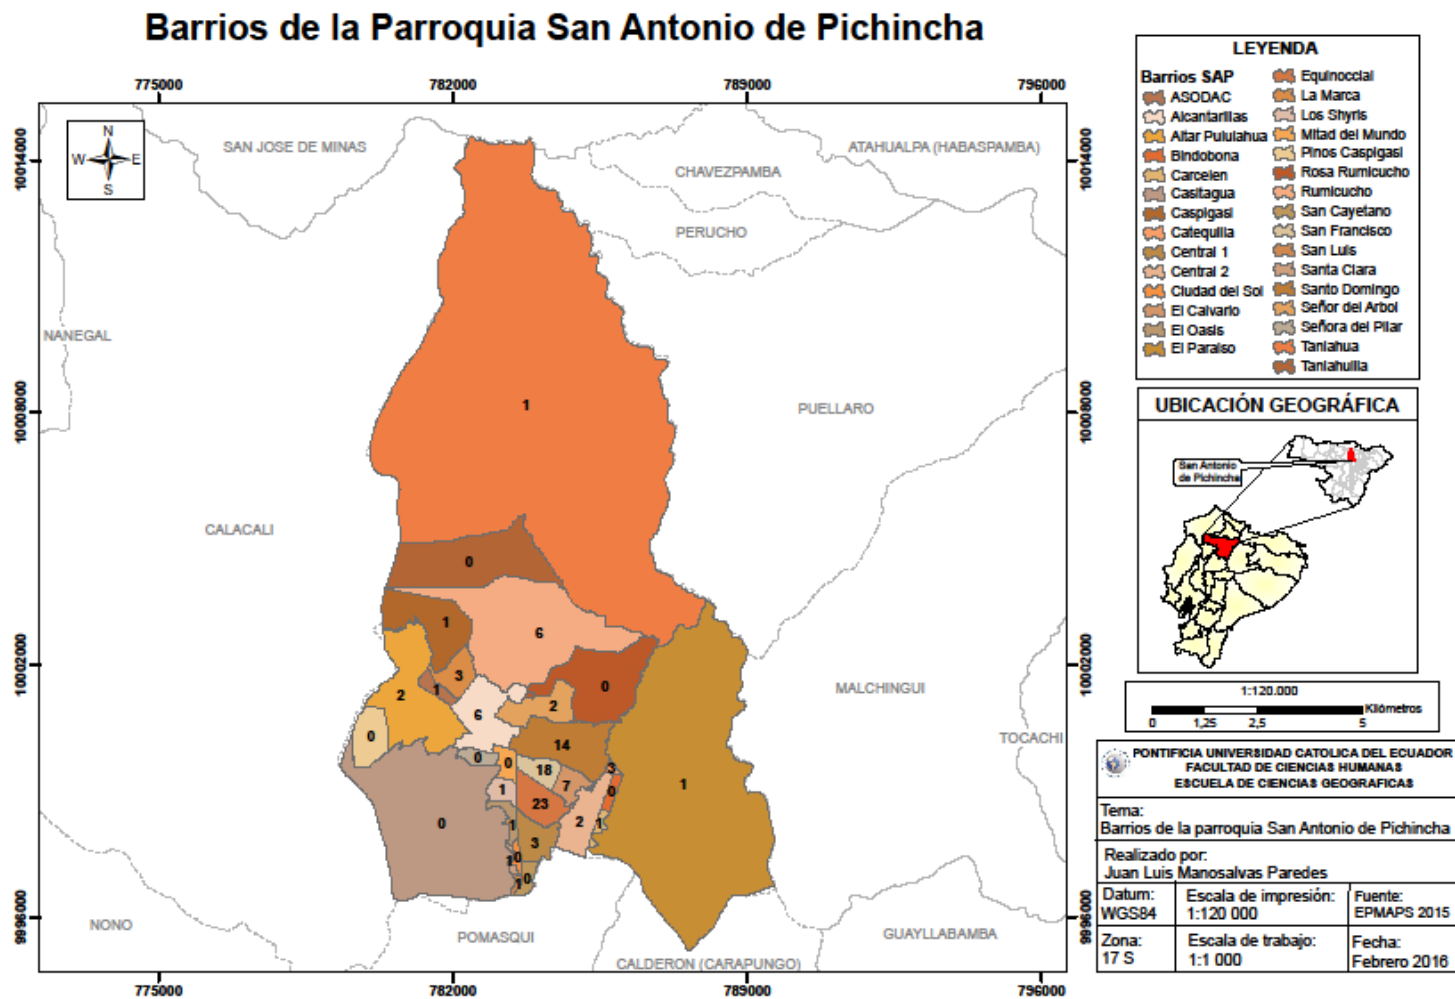 Barrios de la Parroquia San Antonio de Pichincha
775000
782000
789000
796000
10014000
10008000
10002000
9996000
10014000
10008000
10002000
9996000
N
W
E
S
SAN JOSE DE MINAS
CHAVEZPAMBA
ATAHUALPA (HABASPAMBA)
PERUCHO
NANEGAL
PUELLARO
CALACALI
MALCHINGUI
TOCACHI
NONO
POMASQUI
GUAYLLABAMBA
CALDERON (CARAPUNGO)
1
0
1
6
3
1
2
0
6
2
0
14
0
0
18
3
7
0
1
23
0
2
1
1
3
0
1
0
1
1
775000
782000
789000
796000
LEYENDA
Barrios SAP
ASODAC
Alcantarillas
Altar Pululahua
Bindobona
Carcelen
Casitagua
Caspigasi
Catequilla
Central 1
Central 2
Ciudad del Sol
El Calvario
El Oasis
El Paraiso
Equinoccial
La Marca
Los Shyris
Mitad del Mundo
Pinos Caspigasi
Rosa Rumicucho
Rumicucho
San Cayetano
San Francisco
San Luis
Santa Clara
Santo Domingo
Señor del Arbol
Señora del Pilar
Tanlahua
Tanlahuilla
UBICACIÓN GEOGRÁFICA
San Antonio
de Pichincha
1:120.000
Kilómetros
0 1,25 2,5 5
PONTIFICIA UNIVERSIDAD CATOLICA DEL ECUADOR
FACULTAD DE CIENCIAS HUMANAS
ESCUELA DE CIENCIAS GEOGRAFICAS
Tema:
Barrios de la parroquia San Antonio de Pichincha
Realizado por:
Juan Luis Manosalvas Paredes
Datum:
WGS84
Escala de impresión:
1:120 000
Fuente:
EPMAPS 2015
Zona:
17 S
Escala de trabajo:
1:1 000
Fecha:
Febrero 2016